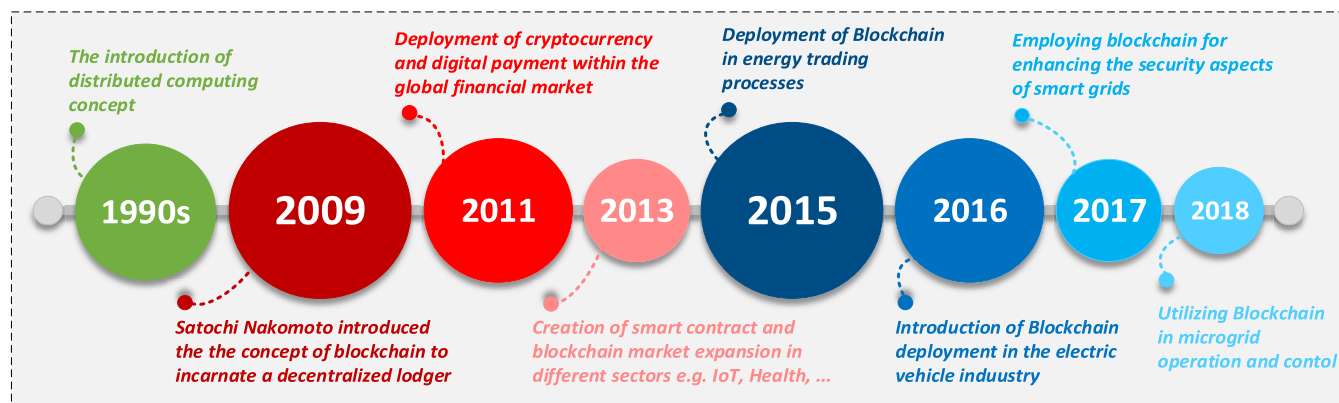 The introduction of
distributed computing
concept
Deployment of cryptocurrency
and digital payment within the
global financial market
Deployment of Blockchain
in energy trading
processes
Employing blockchain for
enhancing the security aspects
of smart grids
1990s
2009
2011
2013
2015
2016
2017
2018
Satochi Nakomoto introduced
the the concept of blockchain to
incarnate a decentralized lodger
Creation of smart contract and
blockchain market expansion in
different sectors e.g. IoT, Health, ...
Introduction of Blockchain
deployment in the electric
vehicle induustry
Utilizing Blockchain
in microgrid
operation and contol